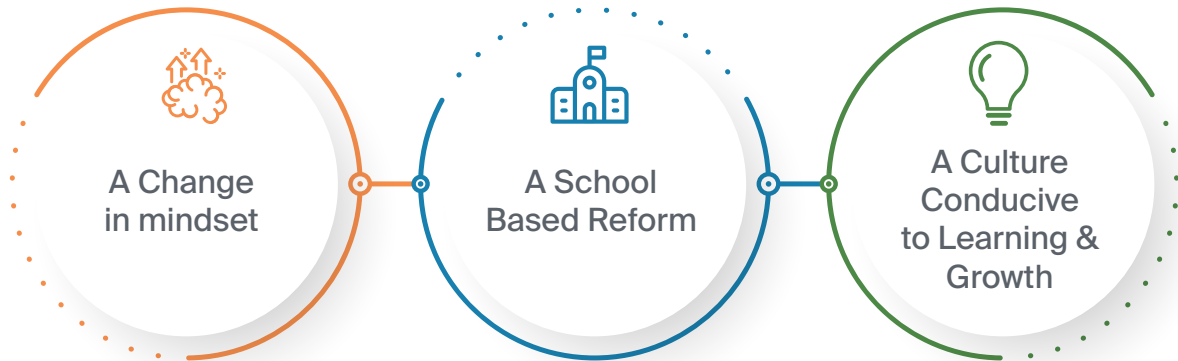 A Change
in mindset
A School
Based Reform
A Culture
Conducive
to Learning &
Growth